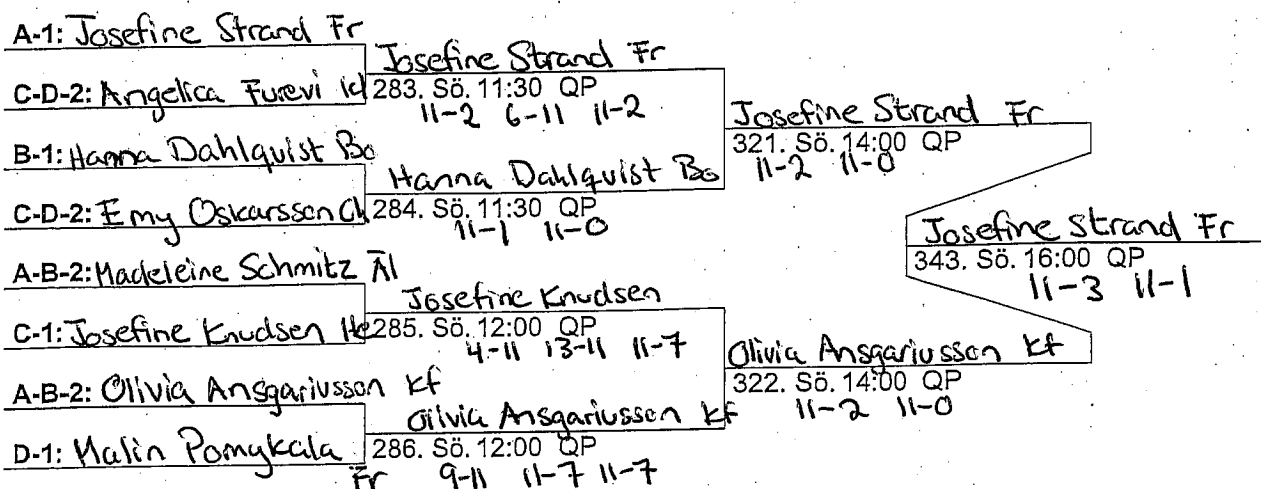 A-1: Josefine Strand Fr
Josefine Strand Fr
C-D-2: Angelica Furevi Id
283. Sö. 11:30 QP
11-2 6-11 11-2
Josefine Strand Fr
321. Sö. 14:00 QP
11-2 11-0
B-1: Hanna Dahlquist Bo
Hanna Dahlquist Bo
C-D-2: Emy Oskarsson Ch
284. Sö. 11:30 QP
11-1 11-0
Josefine Strand Fr
343. Sö. 16:00 QP
11-3 11-1
A-B-2: Madeleine Schmitz Äl
Josefine Knudsen
C-1: Josefine Knudsen He
285. Sö. 12:00 QP
4-11 13-11 11-7
Olivia Ansgariusson Kf
322. Sö. 14:00 QP
11-2 11-0
A-B-2: Olivia Ansgariusson Kf
Olivia Ansgariusson Kf
D-1: Malin Pomykala Fr
286. Sö. 12:00 QP
9-11 11-7 11-7